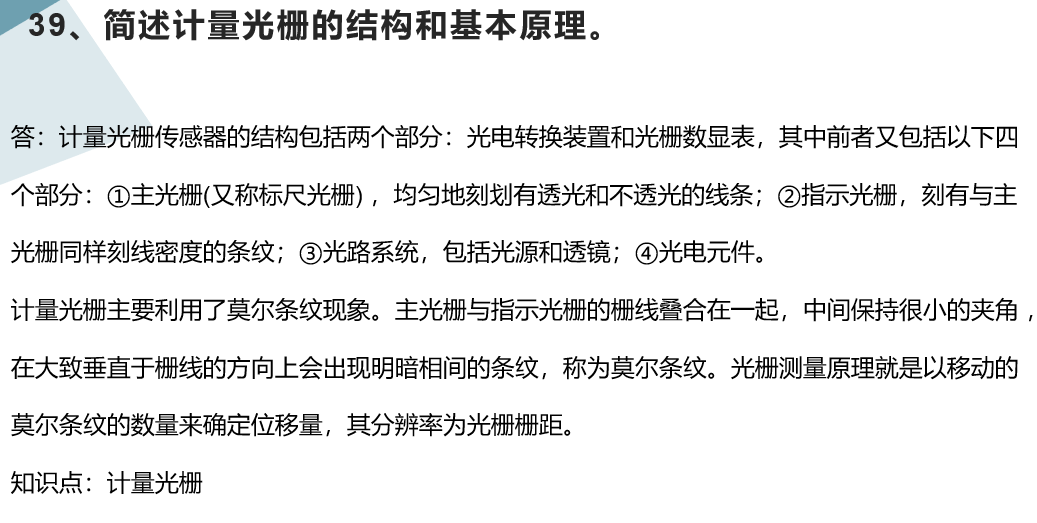 39、简述计量光栅的结构和基本原理。
答：计量光栅传感器的结构包括两个部分：光电转换装置和光栅数显表，其中前者又包括以下四
个部分：①主光栅(又称标尺光栅) ，均匀地刻划有透光和不透光的线条；②指示光栅，刻有与主
光栅同样刻线密度的条纹；③光路系统，包括光源和透镜；④光电元件。
计量光栅主要利用了莫尔条纹现象。主光栅与指示光栅的栅线叠合在一起，中间保持很小的夹角 ，
在大致垂直于栅线的方向上会出现明暗相间的条纹，称为莫尔条纹。光栅测量原理就是以移动的
莫尔条纹的数量来确定位移量，其分辨率为光栅栅距。
知识点：计量光栅